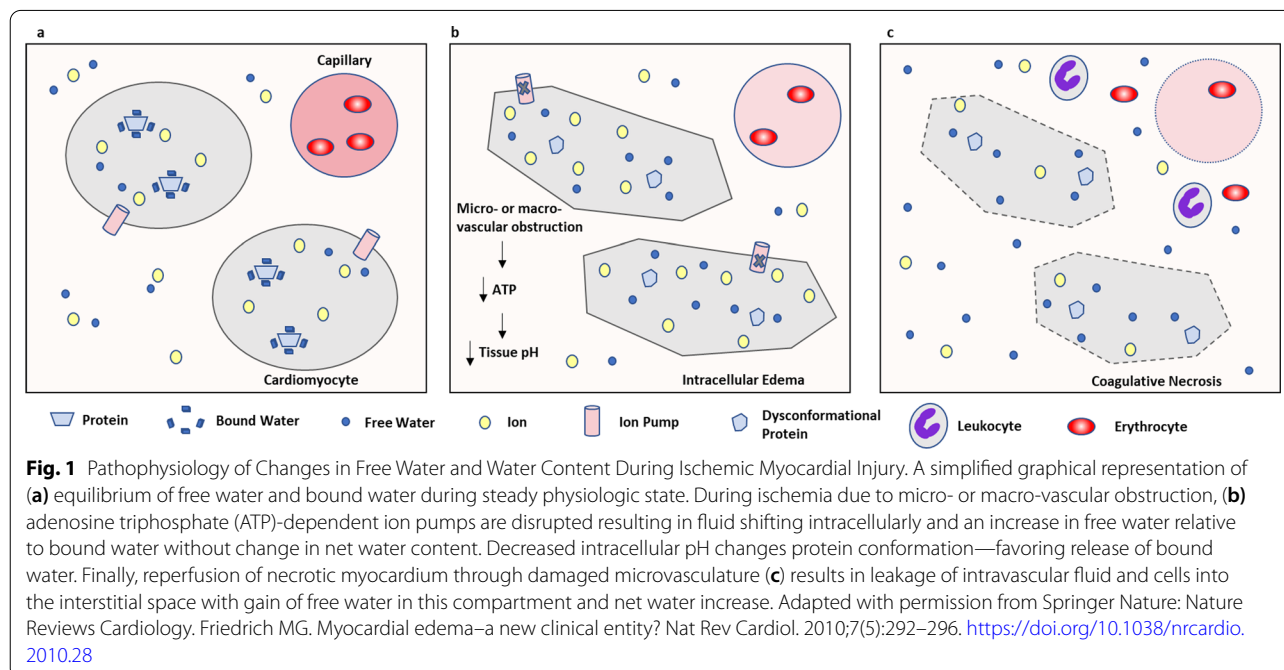 a
b
c
Capillary
Cardiomyocyte
Micro- or macro-
vascular obstruction
ATP
Tissue pH
Intracellular Edema
Coagulative Necrosis
Protein
Bound Water
Free Water
Ion
Ion Pump
Dysconformational
Protein
Leukocyte
Erythrocyte
Fig. 1 Pathophysiology of Changes in Free Water and Water Content During Ischemic Myocardial Injury. A simplified graphical representation of
(a) equilibrium of free water and bound water during steady physiologic state. During ischemia due to micro- or macro-vascular obstruction, (b)
adenosine triphosphate (ATP)-dependent ion pumps are disrupted resulting in fluid shifting intracellularly and an increase in free water relative
to bound water without change in net water content. Decreased intracellular pH changes protein conformation—favoring release of bound
water. Finally, reperfusion of necrotic myocardium through damaged microvasculature (c) results in leakage of intravascular fluid and cells into
the interstitial space with gain of free water in this compartment and net water increase. Adapted with permission from Springer Nature: Nature
Reviews Cardiology. Friedrich MG. Myocardial edema–a new clinical entity? Nat Rev Cardiol. 2010;7(5):292–296. https://doi.org/10.1038/nrcardio.
2010.28